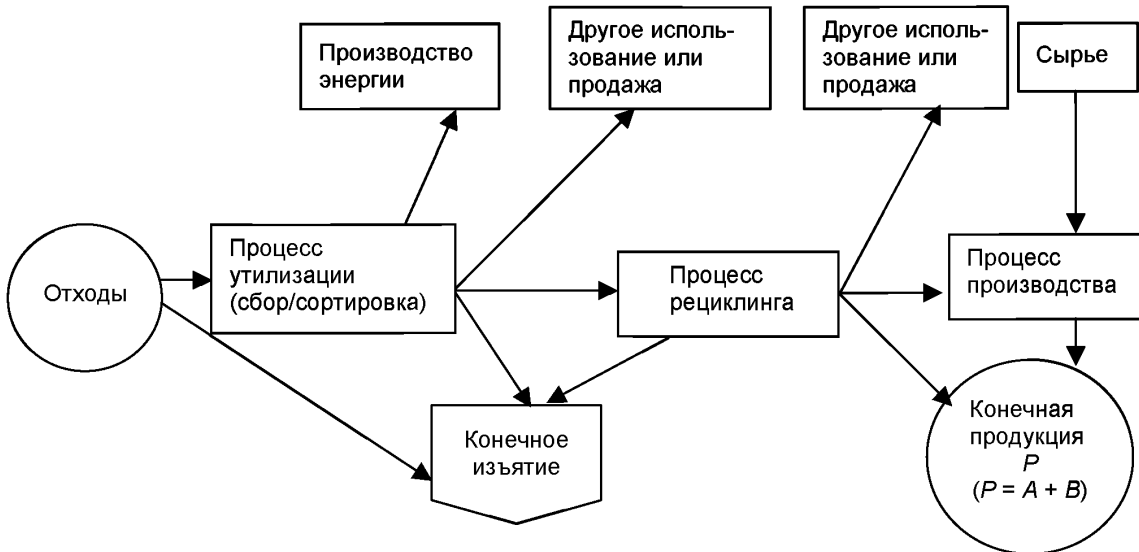 Производство
энергии
Другое исполь-
зование или
продажа
Другое исполь-
зование или
продажа
Сырье
Отходы
Процесс
утилизации
(сбор/сортировка)
Процесс
рециклинга
Процесс
производства
Конечное
изъятие
Конечная
продукция
P
(P = A + B)